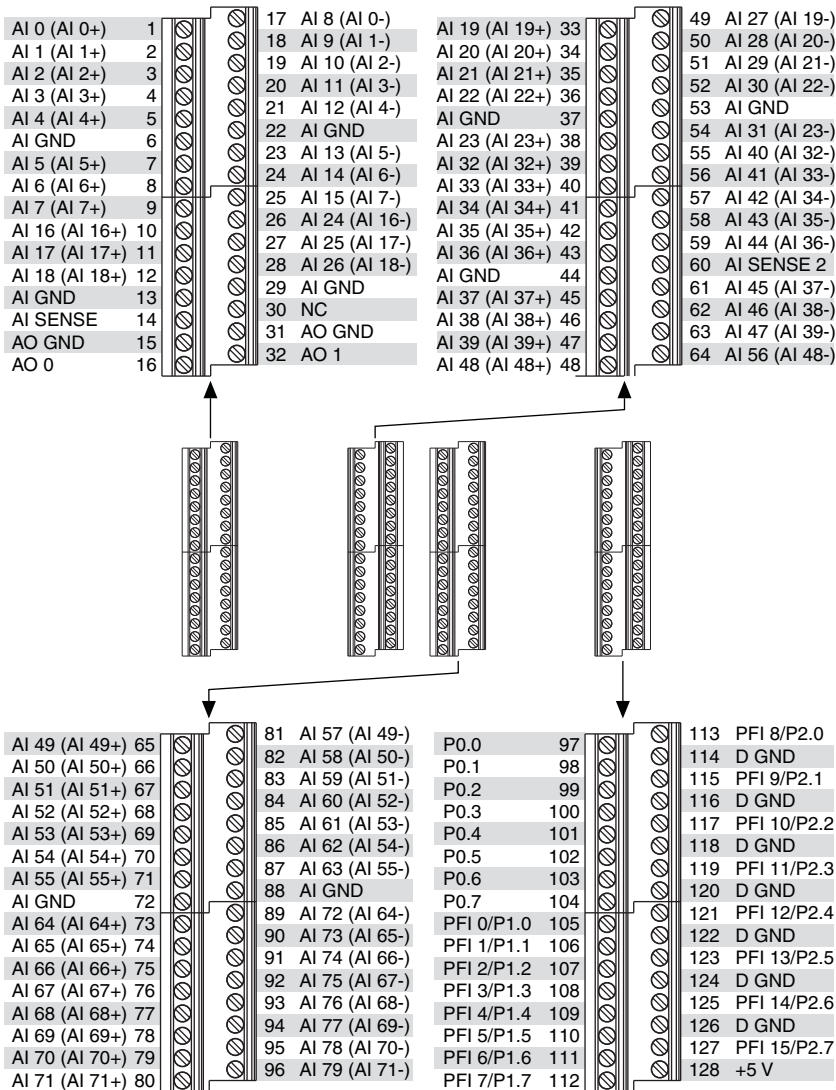 AI 0 (AI 0+) 1
AI 1 (AI 1+) 2
AI 2 (AI 2+) 3
AI 3 (AI 3+) 4
AI 4 (AI 4+) 5
AI GND 6
AI 5 (AI 5+) 7
AI 6 (AI 6+) 8
AI 7 (AI 7+) 9
AI 16 (AI 16+) 10
AI 17 (AI 17+) 11
AI 18 (AI 18+) 12
AI GND 13
AI SENSE 14
AO GND 15
AO 0 16
17 AI 8 (AI 0-)
18 AI 9 (AI 1-)
19 AI 10 (AI 2-)
20 AI 11 (AI 3-)
21 AI 12 (AI 4-)
22 AI GND
23 AI 13 (AI 5-)
24 AI 14 (AI 6-)
25 AI 15 (AI 7-)
26 AI 24 (AI 16-)
27 AI 25 (AI 17-)
28 AI 26 (AI 18-)
29 AI GND
30 NC
31 AO GND
32 AO 1
AI 19 (AI 19+) 33
AI 20 (AI 20+) 34
AI 21 (AI 21+) 35
AI 22 (AI 22+) 36
AI GND 37
AI 23 (AI 23+) 38
AI 32 (AI 32+) 39
AI 33 (AI 33+) 40
AI 34 (AI 34+) 41
AI 35 (AI 35+) 42
AI 36 (AI 36+) 43
AI GND 44
AI 37 (AI 37+) 45
AI 38 (AI 38+) 46
AI 39 (AI 39+) 47
AI 48 (AI 48+) 48
49 AI 27 (AI 19-)
50 AI 28 (AI 20-)
51 AI 29 (AI 21-)
52 AI 30 (AI 22-)
53 AI GND
54 AI 31 (AI 23-)
55 AI 40 (AI 32-)
56 AI 41 (AI 33-)
57 AI 42 (AI 34-)
58 AI 43 (AI 35-)
59 AI 44 (AI 36-)
60 AI SENSE 2
61 AI 45 (AI 37-)
62 AI 46 (AI 38-)
63 AI 47 (AI 39-)
64 AI 56 (AI 48-)
AI 49 (AI 49+) 65
AI 50 (AI 50+) 66
AI 51 (AI 51+) 67
AI 52 (AI 52+) 68
AI 53 (AI 53+) 69
AI 54 (AI 54+) 70
AI 55 (AI 55+) 71
AI GND 72
AI 64 (AI 64+) 73
AI 65 (AI 65+) 74
AI 66 (AI 66+) 75
AI 67 (AI 67+) 76
AI 68 (AI 68+) 77
AI 69 (AI 69+) 78
AI 70 (AI 70+) 79
AI 71 (AI 71+) 80
81 AI 57 (AI 49-)
82 AI 58 (AI 50-)
83 AI 59 (AI 51-)
84 AI 60 (AI 52-)
85 AI 61 (AI 53-)
86 AI 62 (AI 54-)
87 AI 63 (AI 55-)
88 AI GND
89 AI 72 (AI 64-)
90 AI 73 (AI 65-)
91 AI 74 (AI 66-)
92 AI 75 (AI 67-)
93 AI 76 (AI 68-)
94 AI 77 (AI 69-)
95 AI 78 (AI 70-)
96 AI 79 (AI 71-)
P0.0 97
P0.1 98
P0.2 99
P0.3 100
P0.4 101
P0.5 102
P0.6 103
P0.7 104
PFI 0/P1.0 105
PFI 1/P1.1 106
PFI 2/P1.2 107
PFI 3/P1.3 108
PFI 4/P1.4 109
PFI 5/P1.5 110
PFI 6/P1.6 111
PFI 7/P1.7 112
113 PFI 8/P2.0
114 D GND
115 PFI 9/P2.1
116 D GND
117 PFI 10/P2.2
118 D GND
119 PFI 11/P2.3
120 D GND
121 PFI 12/P2.4
122 D GND
123 PFI 13/P2.5
124 D GND
125 PFI 14/P2.6
126 D GND
127 PFI 15/P2.7
128 +5 V